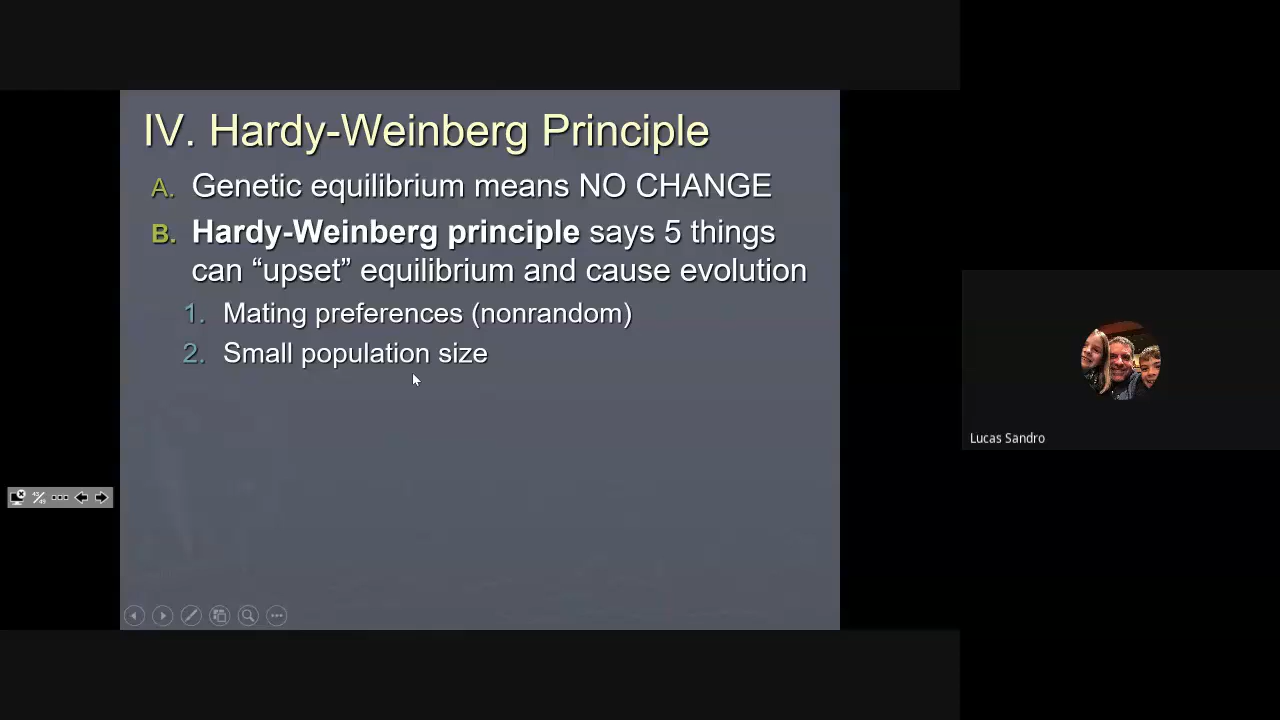 IV. Hardy-Weinberg Principle
A. Genetic equilibrium means NO CHANGE
B. Hardy-Weinberg principle says 5 things
can “upset” equilibrium and cause evolution
1. Mating preferences (nonrandom)
2. Small population size
Lucas Sandro